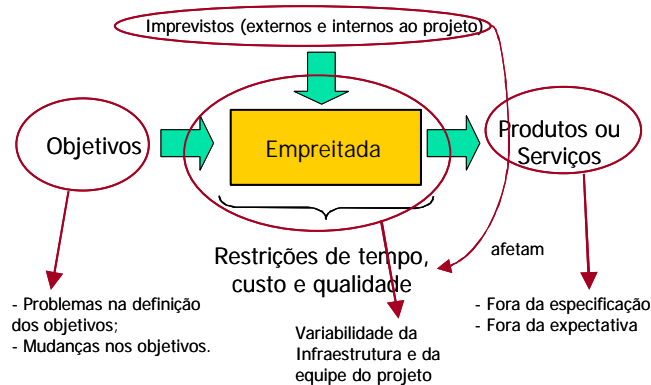 Imprevistos (externos e internos ao projeto)
Objetivos
Empreitada
Produtos ou
Serviços
Restrições de tempo,
custo e qualidade
afetam
- Problemas na definição
dos objetivos;
- Mudanças nos objetivos.
Variabilidade da
Infraestrutura e da
equipe do projeto
- Fora da especificação
- Fora da expectativa